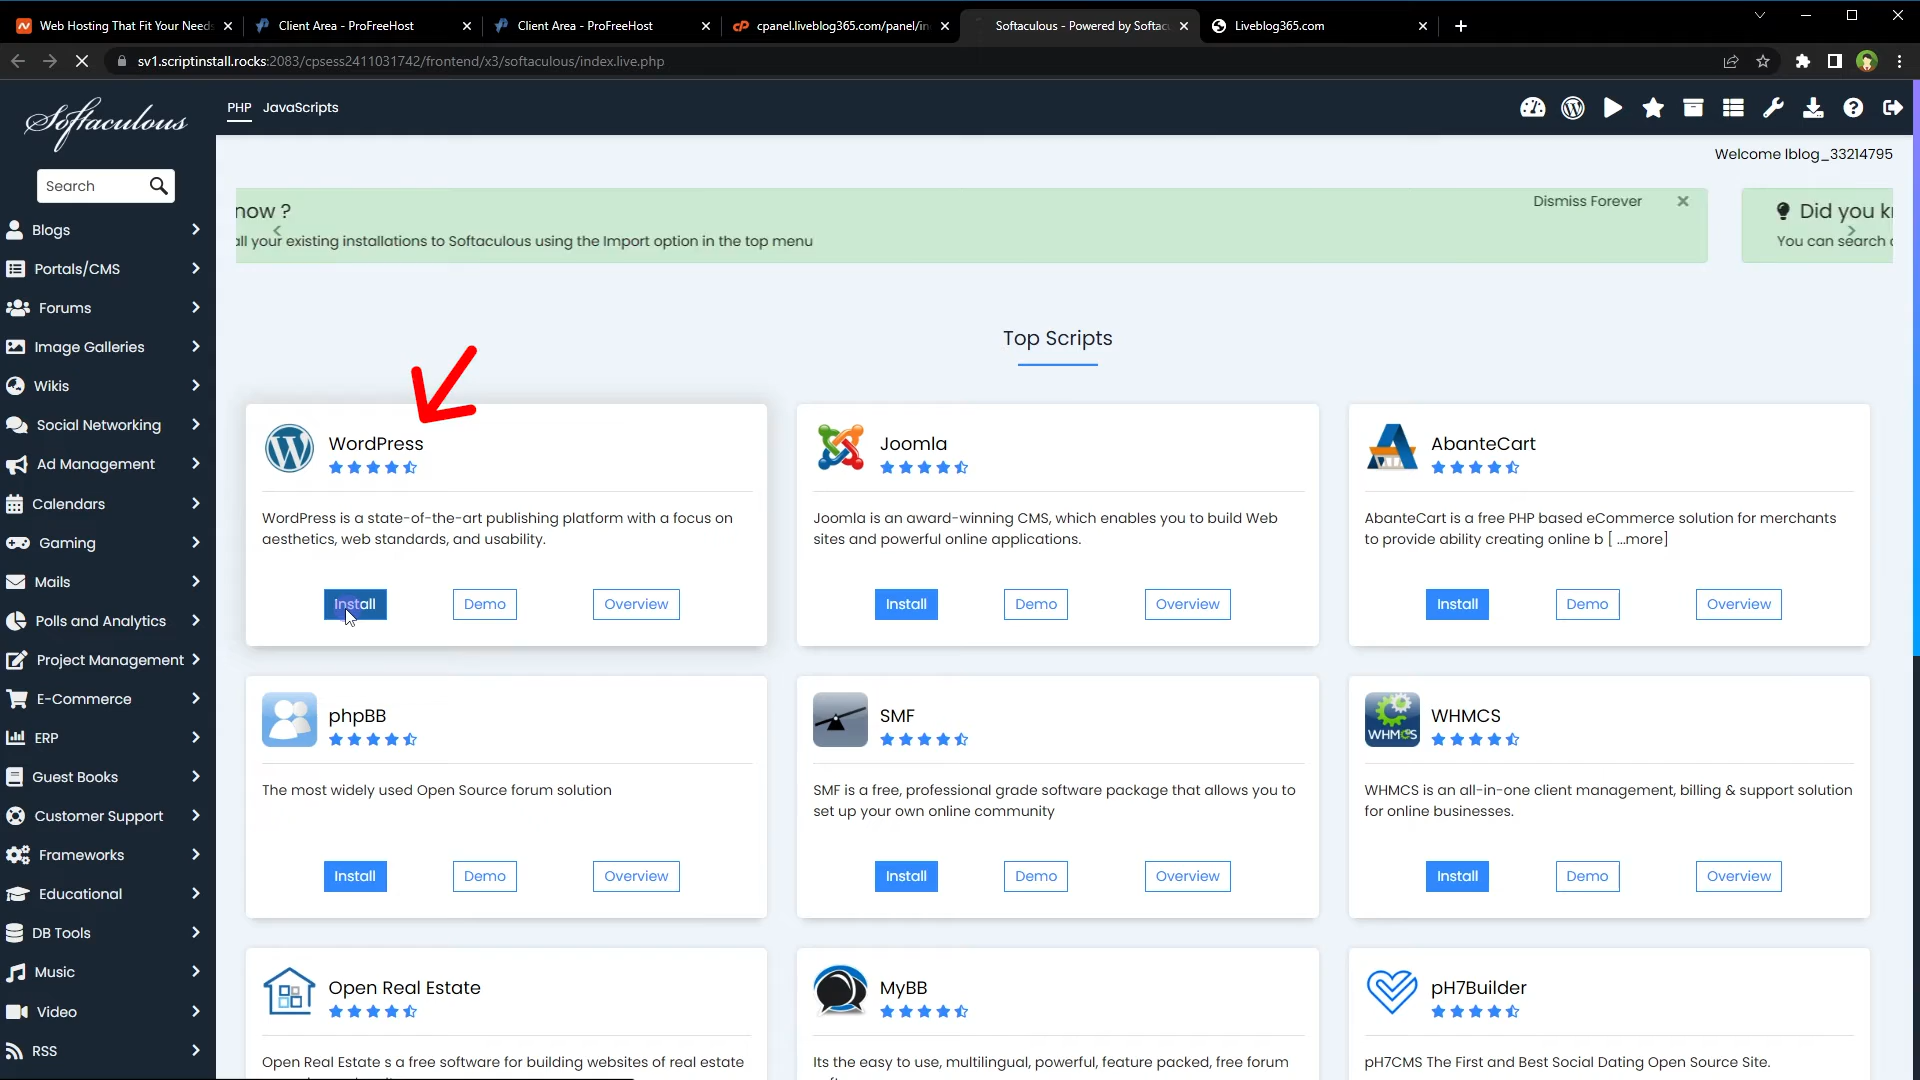 Web Hosting That Fit Your Needs
Client Area - ProFreeHost
Client Area - ProFreeHost
cpanel.liveblog365.com/panel/in
Softaculous - Powered by Softac
Liveblog365.com
sv1.scriptinstall.rocks:2083/cpsess2411031742/frontend/x3/softaculous/index.live.php
Softaculous
PHP
JavaScripts
Welcome lblog_33214795
Search
now ?
all your existing installations to Softaculous using the Import option in the top menu
Dismiss Forever
Did you k
You can search
Blogs
Portals/CMS
Forums
Image Galleries
Wikis
Social Networking
Ad Management
Calendars
Gaming
Mails
Polls and Analytics
Project Management
E-Commerce
ERP
Guest Books
Customer Support
Frameworks
Educational
DB Tools
Music
Video
RSS
Top Scripts
WordPress
WordPress is a state-of-the-art publishing platform with a focus on
aesthetics, web standards, and usability.
Install
Demo
Overview
Joomla
Joomla is an award-winning CMS, which enables you to build Web
sites and powerful online applications.
Install
Demo
Overview
AbanteCart
AbanteCart is a free PHP based eCommerce solution for merchants
to provide ability creating online b [ ...more]
Install
Demo
Overview
phpBB
The most widely used Open Source forum solution
Install
Demo
Overview
SMF
SMF is a free, professional grade software package that allows you to
set up your own online community
Install
Demo
Overview
WHMCS
WHMCS
WHMCS is an all-in-one client management, billing & support solution
for online businesses.
Install
Demo
Overview
Open Real Estate
Open Real Estate s a free software for building websites of real estate
MyBB
Its the easy to use, multilingual, powerful, feature packed, free forum
pH7Builder
pH7CMS The First and Best Social Dating Open Source Site.